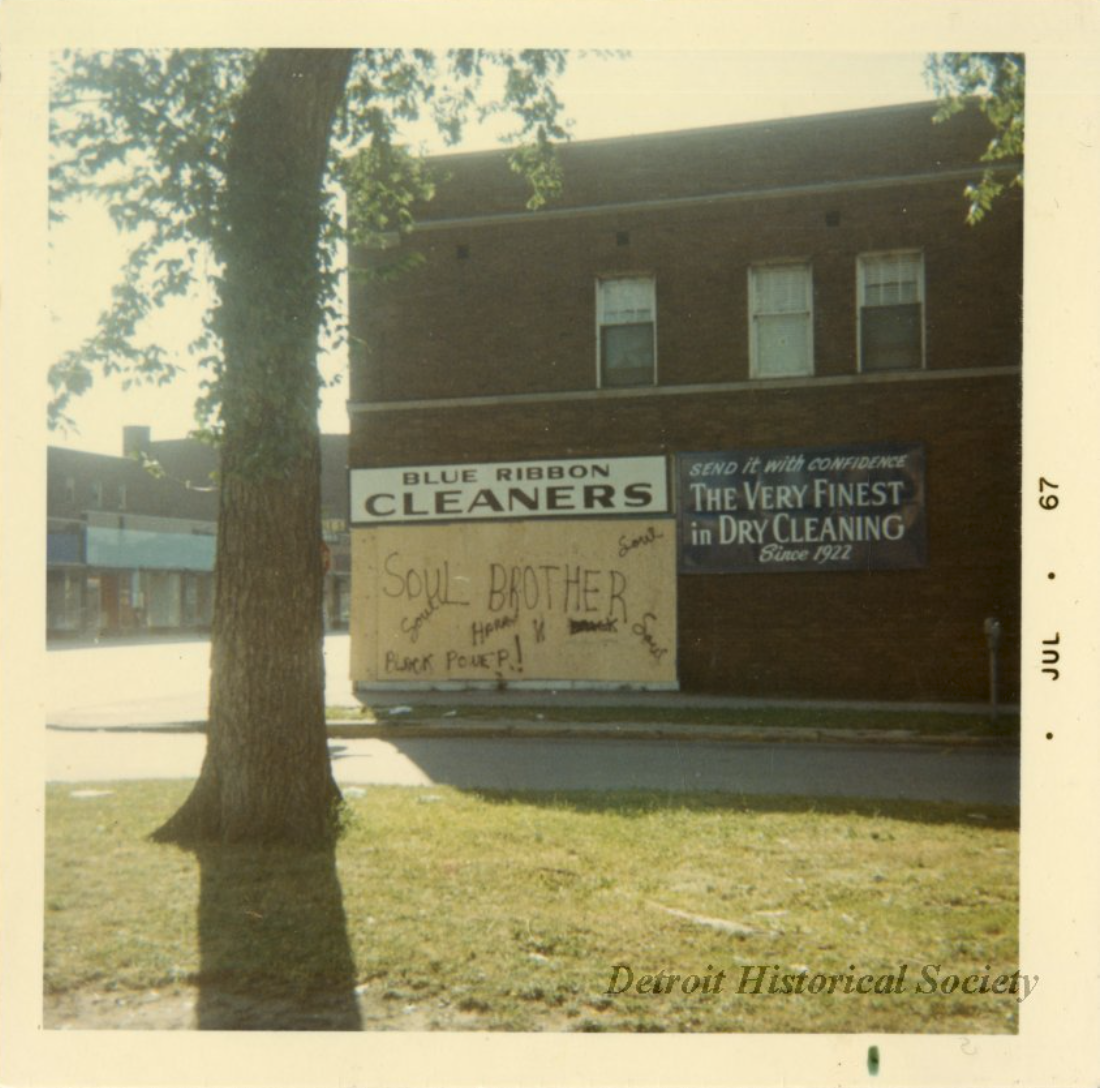 BLUE RIBBON
CLEANERS
SEND it with CONFIDENCE
THE VERY FINEST
in DRY CLEANING
Since 1922
Soul
SOUL BROTHER
Soul
Soul
BLACK POWER!
JUL • 67
Detroit Historical Society